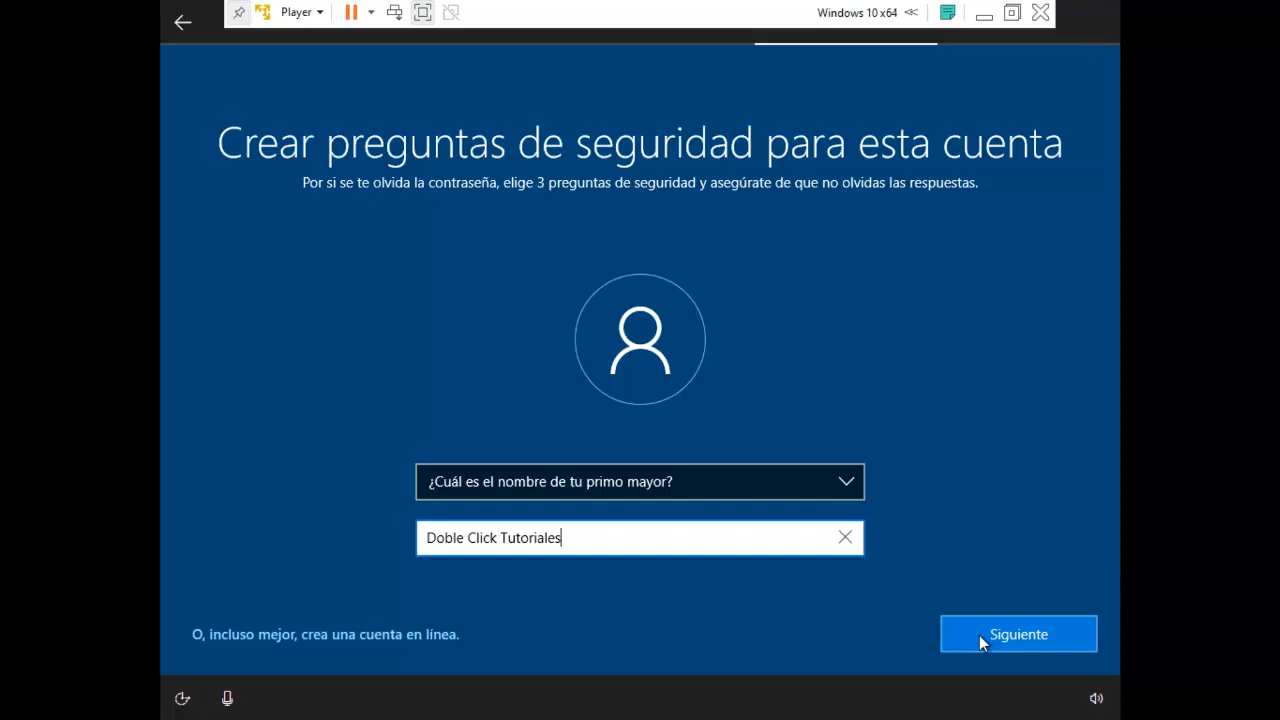 Player
Windows 10 x64
Crear preguntas de seguridad para esta cuenta
Por si se te olvida la contraseña, elige 3 preguntas de seguridad y asegúrate de que no olvidas las respuestas.
¿Cuál es el nombre de tu primo mayor?
Doble Click Tutoriales
O, incluso mejor, crea una cuenta en línea.
Siguiente